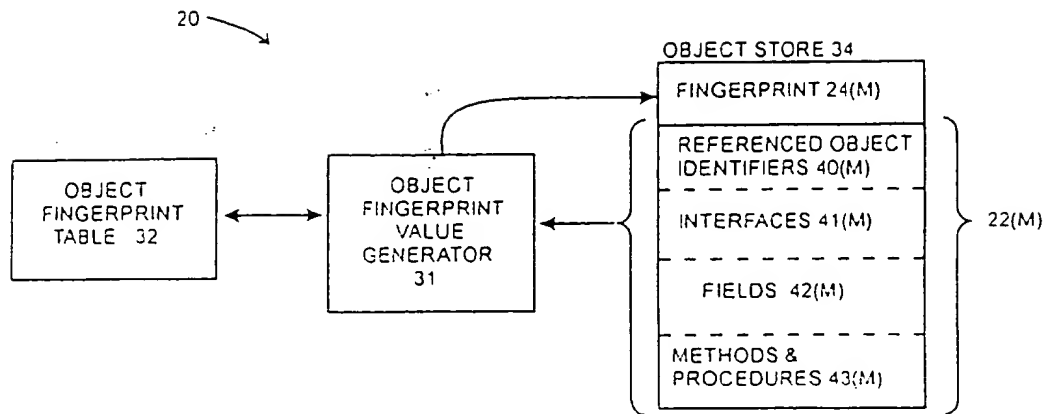 20
OBJECT STORE 34
FINGERPRINT 24(M)
REFERENCED OBJECT
IDENTIFIERS 40(M)
INTERFACES 41(M)
FIELDS 42(M)
METHODS &
PROCEDURES 43(M)
22(M)
OBJECT
FINGERPRINT
VALUE
GENERATOR
31
OBJECT
FINGERPRINT
TABLE 32